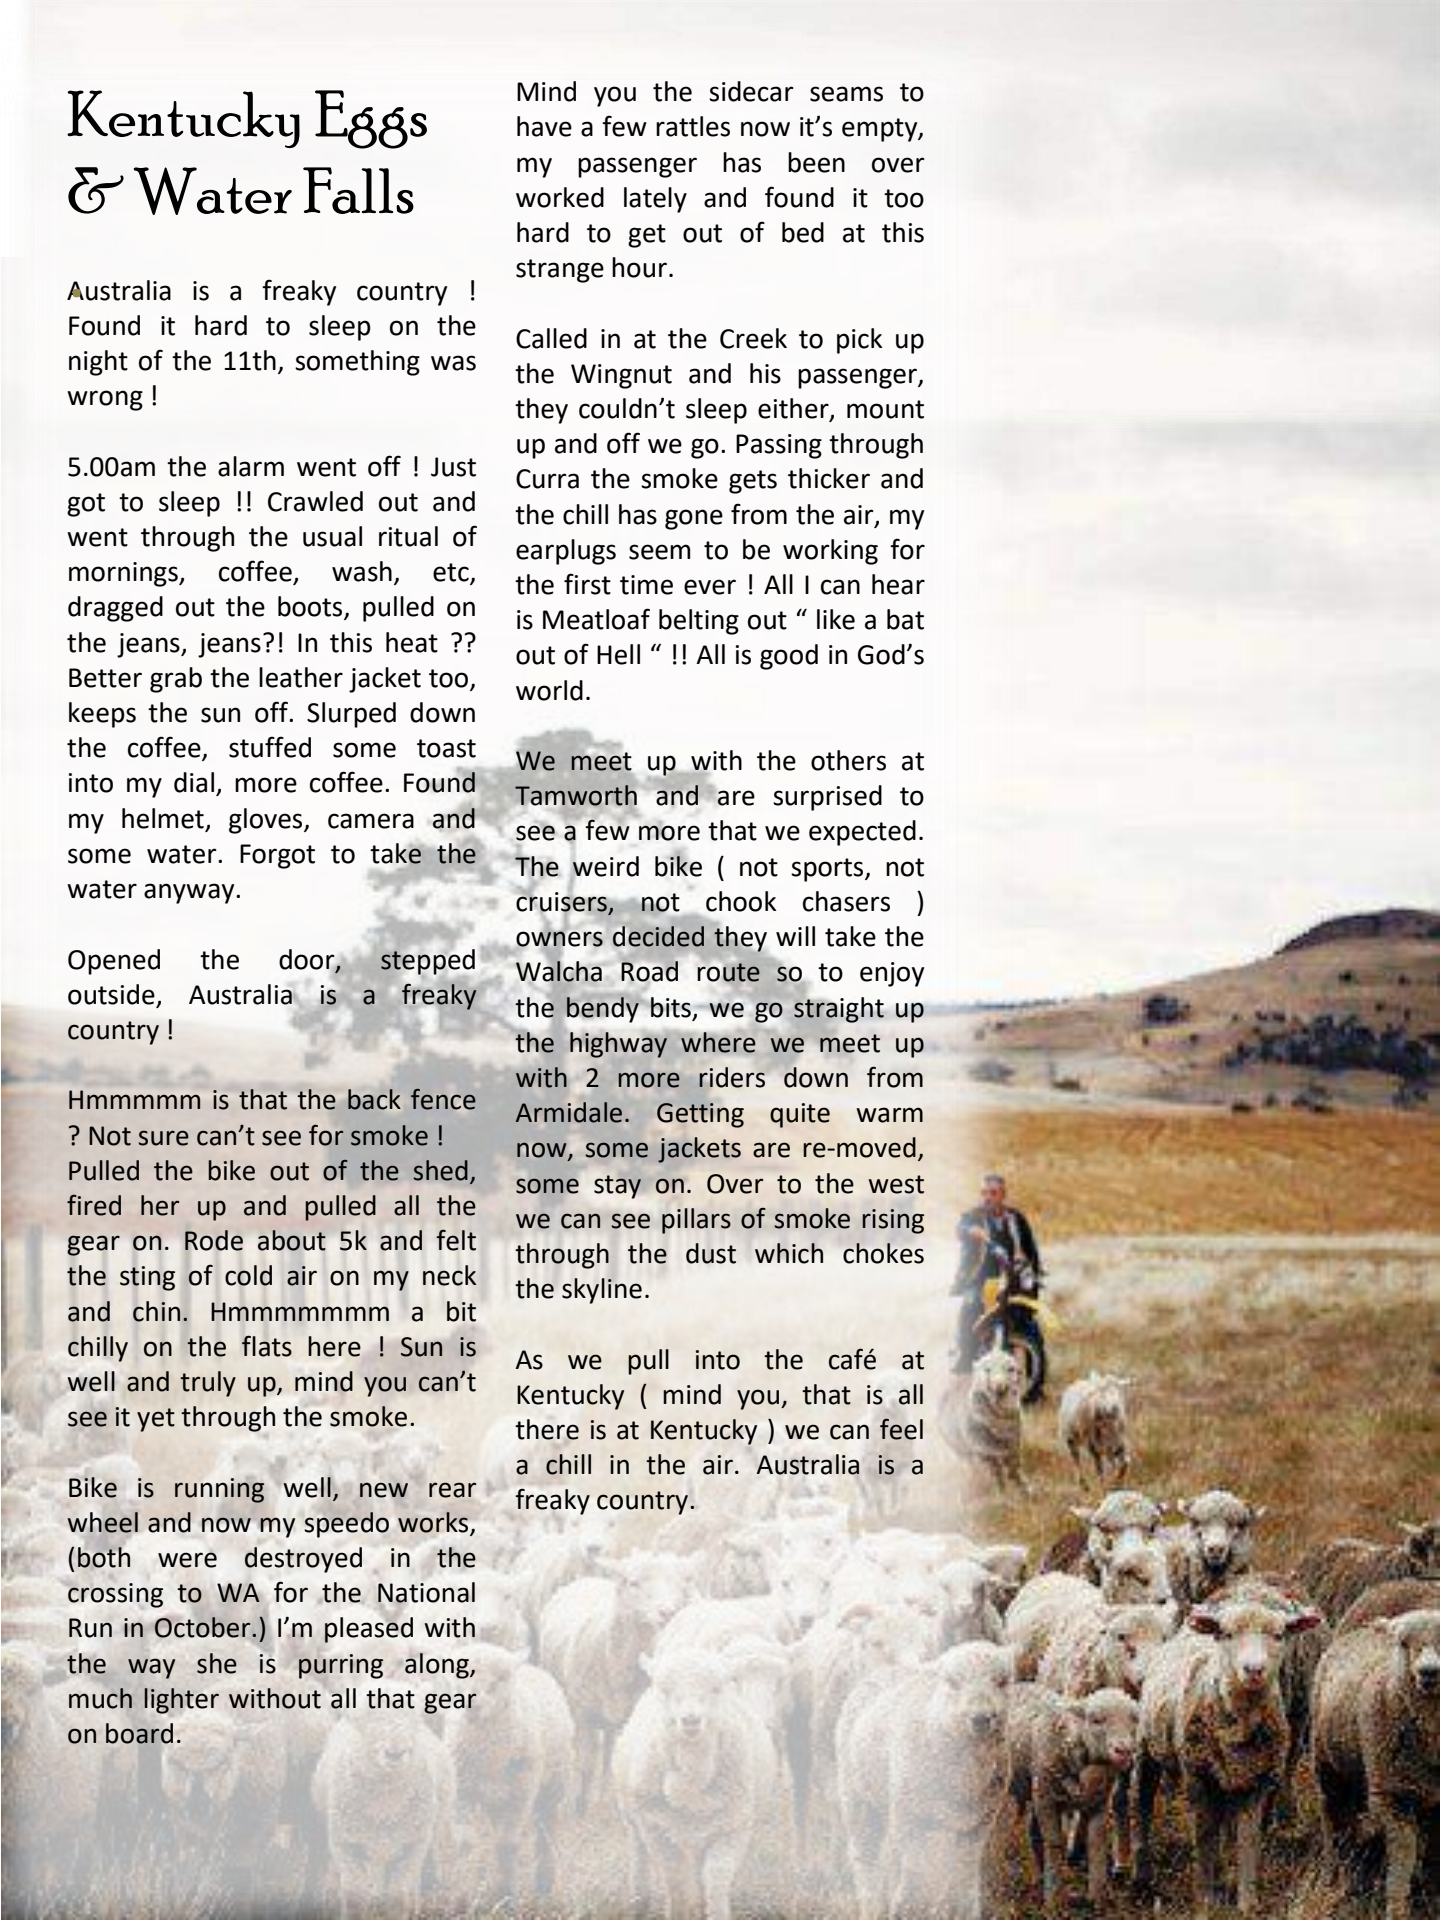 Kentucky Eggs
& Water Falls
Australia is a freaky country !
Found it hard to sleep on the
night of the 11th, something was
wrong !
5.00am the alarm went off ! Just
got to sleep !! Crawled out and
went through the usual ritual of
mornings, coffee, wash, etc,
dragged out the boots, pulled on
the jeans, jeans?! In this heat ??
Better grab the leather jacket too,
keeps the sun off. Slurped down
the coffee, stuffed some toast
into my dial, more coffee. Found
my helmet, gloves, camera and
some water. Forgot to take the
water anyway.
Opened the door, stepped
outside, Australia is a freaky
country !
Hmmmmm is that the back fence
? Not sure can’t see for smoke !
Pulled the bike out of the shed,
fired her up and pulled all the
gear on. Rode about 5k and felt
the sting of cold air on my neck
and chin. Hmmmmmmm a bit
chilly on the flats here ! Sun is
well and truly up, mind you can’t
see it yet through the smoke.
Bike is running well, new rear
wheel and now my speedo works,
(both were destroyed in the
crossing to WA for the National
Run in October.) I’m pleased with
the way she is purring along,
much lighter without all that gear
on board.
Mind you the sidecar seams to
have a few rattles now it’s empty,
my passenger has been over
worked lately and found it too
hard to get out of bed at this
strange hour.
Called in at the Creek to pick up
the Wingnut and his passenger,
they couldn’t sleep either, mount
up and off we go. Passing through
Curra the smoke gets thicker and
the chill has gone from the air, my
earplugs seem to be working for
the first time ever ! All I can hear
is Meatloaf belting out “ like a bat
out of Hell “ !! All is good in God’s
world.
We meet up with the others at
Tamworth and are surprised to
see a few more that we expected.
The weird bike ( not sports, not
cruisers, not chook chasers )
owners decided they will take the
Walcha Road route so to enjoy
the bendy bits, we go straight up
the highway where we meet up
with 2 more riders down from
Armidale. Getting quite warm
now, some jackets are re-moved,
some stay on. Over to the west
we can see pillars of smoke rising
through the dust which chokes
the skyline.
As we pull into the café at
Kentucky ( mind you, that is all
there is at Kentucky ) we can feel
a chill in the air. Australia is a
freaky country.